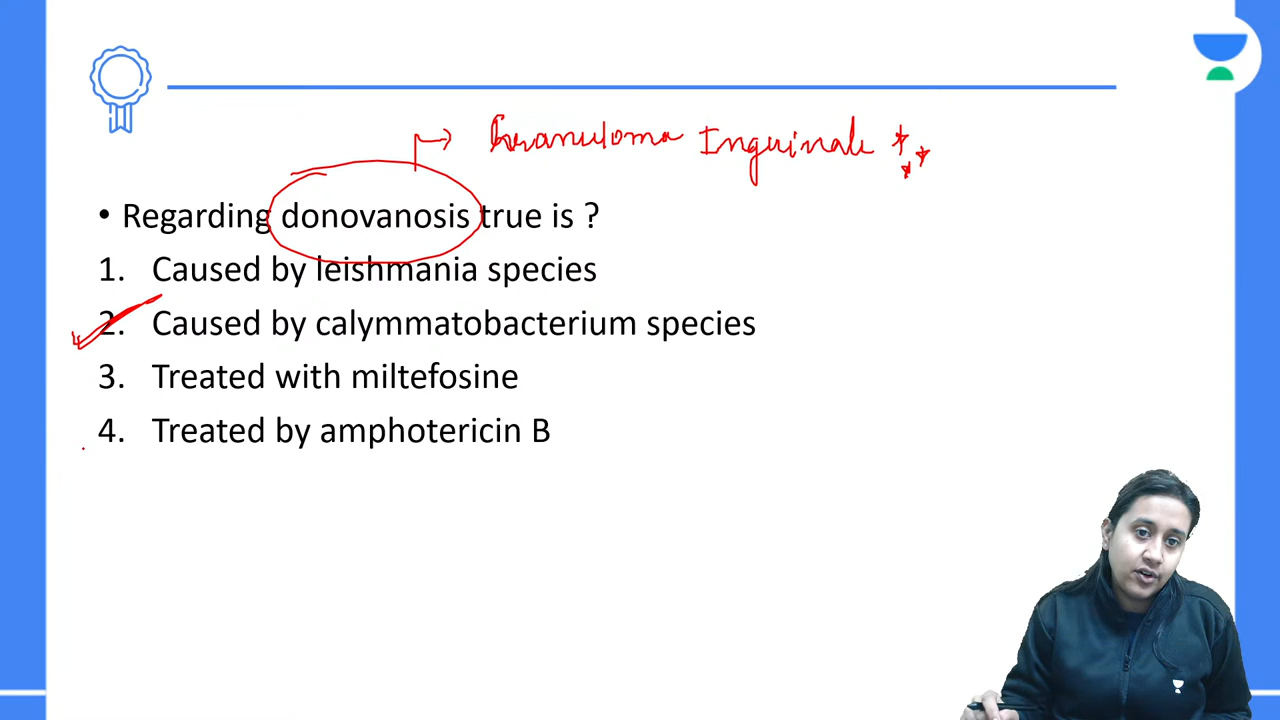 Granuloma Inguinale
• Regarding donovanosis true is ?
1. Caused by leishmania species
2. Caused by calymmatobacterium species
3. Treated with miltefosine
4. Treated by amphotericin B